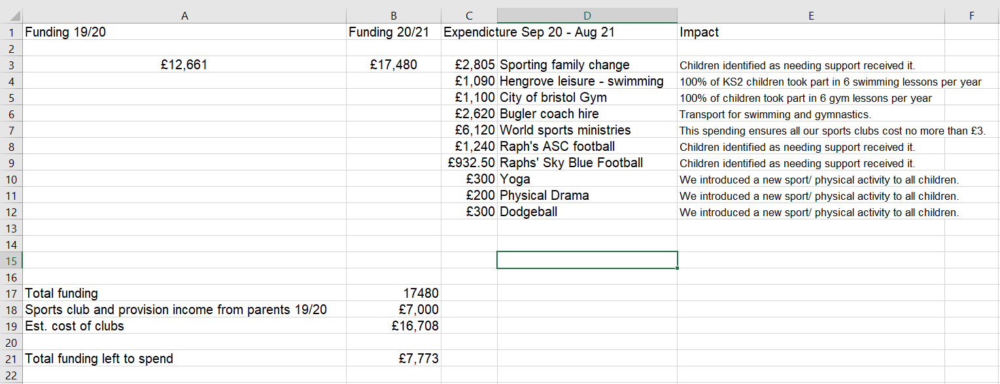 A B C D E F
1 Funding 19/20 Funding 20/21 Expendicture Sep 20 - Aug 21 Impact
2
3 £12,661 £17,480 £2,805 Sporting family change Children identified as needing support received it.
4 £1,090 Hengrove leisure - swimming 100% of KS2 children took part in 6 swimming lessons per year
5 £1,100 City of bristol Gym 100% of children took part in 6 gym lessons per year
6 £2,620 Bugler coach hire Transport for swimming and gymnastics.
7 £6,120 World sports ministries This spending ensures all our sports clubs cost no more than £3.
8 £1,240 Raph's ASC football Children identified as needing support received it.
9 £932.50 Raphs' Sky Blue Football Children identified as needing support received it.
10 £300 Yoga We introduced a new sport/ physical activity to all children.
11 £200 Physical Drama We introduced a new sport/ physical activity to all children.
12 £300 Dodgeball We introduced a new sport/ physical activity to all children.
13
14
15
16
17 Total funding 17480
18 Sports club and provision income from parents 19/20 £7,000
19 Est. cost of clubs £16,708
20
21 Total funding left to spend £7,773
22